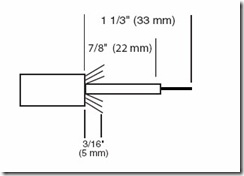 1 1/3" (33 mm)
7/8" (22 mm)
3/16"
(5 mm)